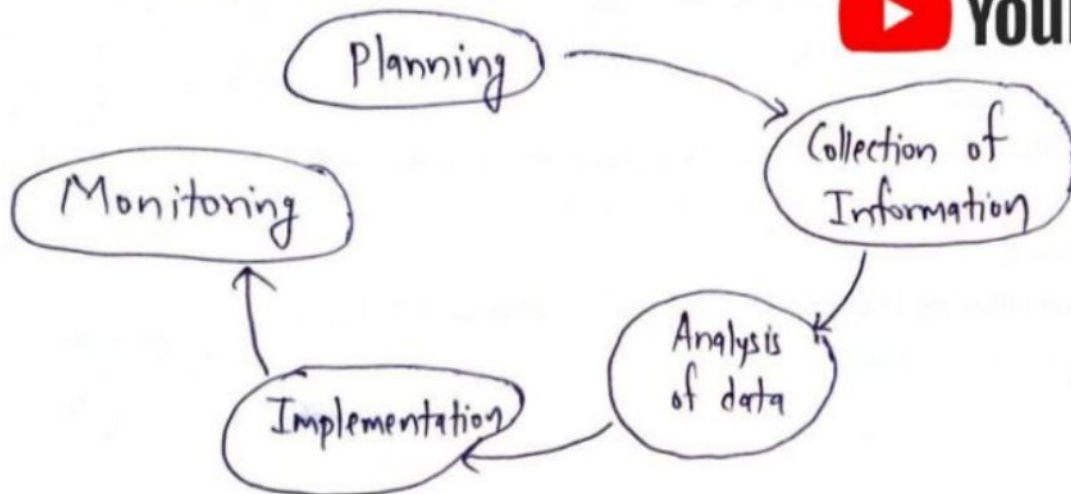 Planning
Collection of
Information
Analysis
of data
Implementation
Monitoring